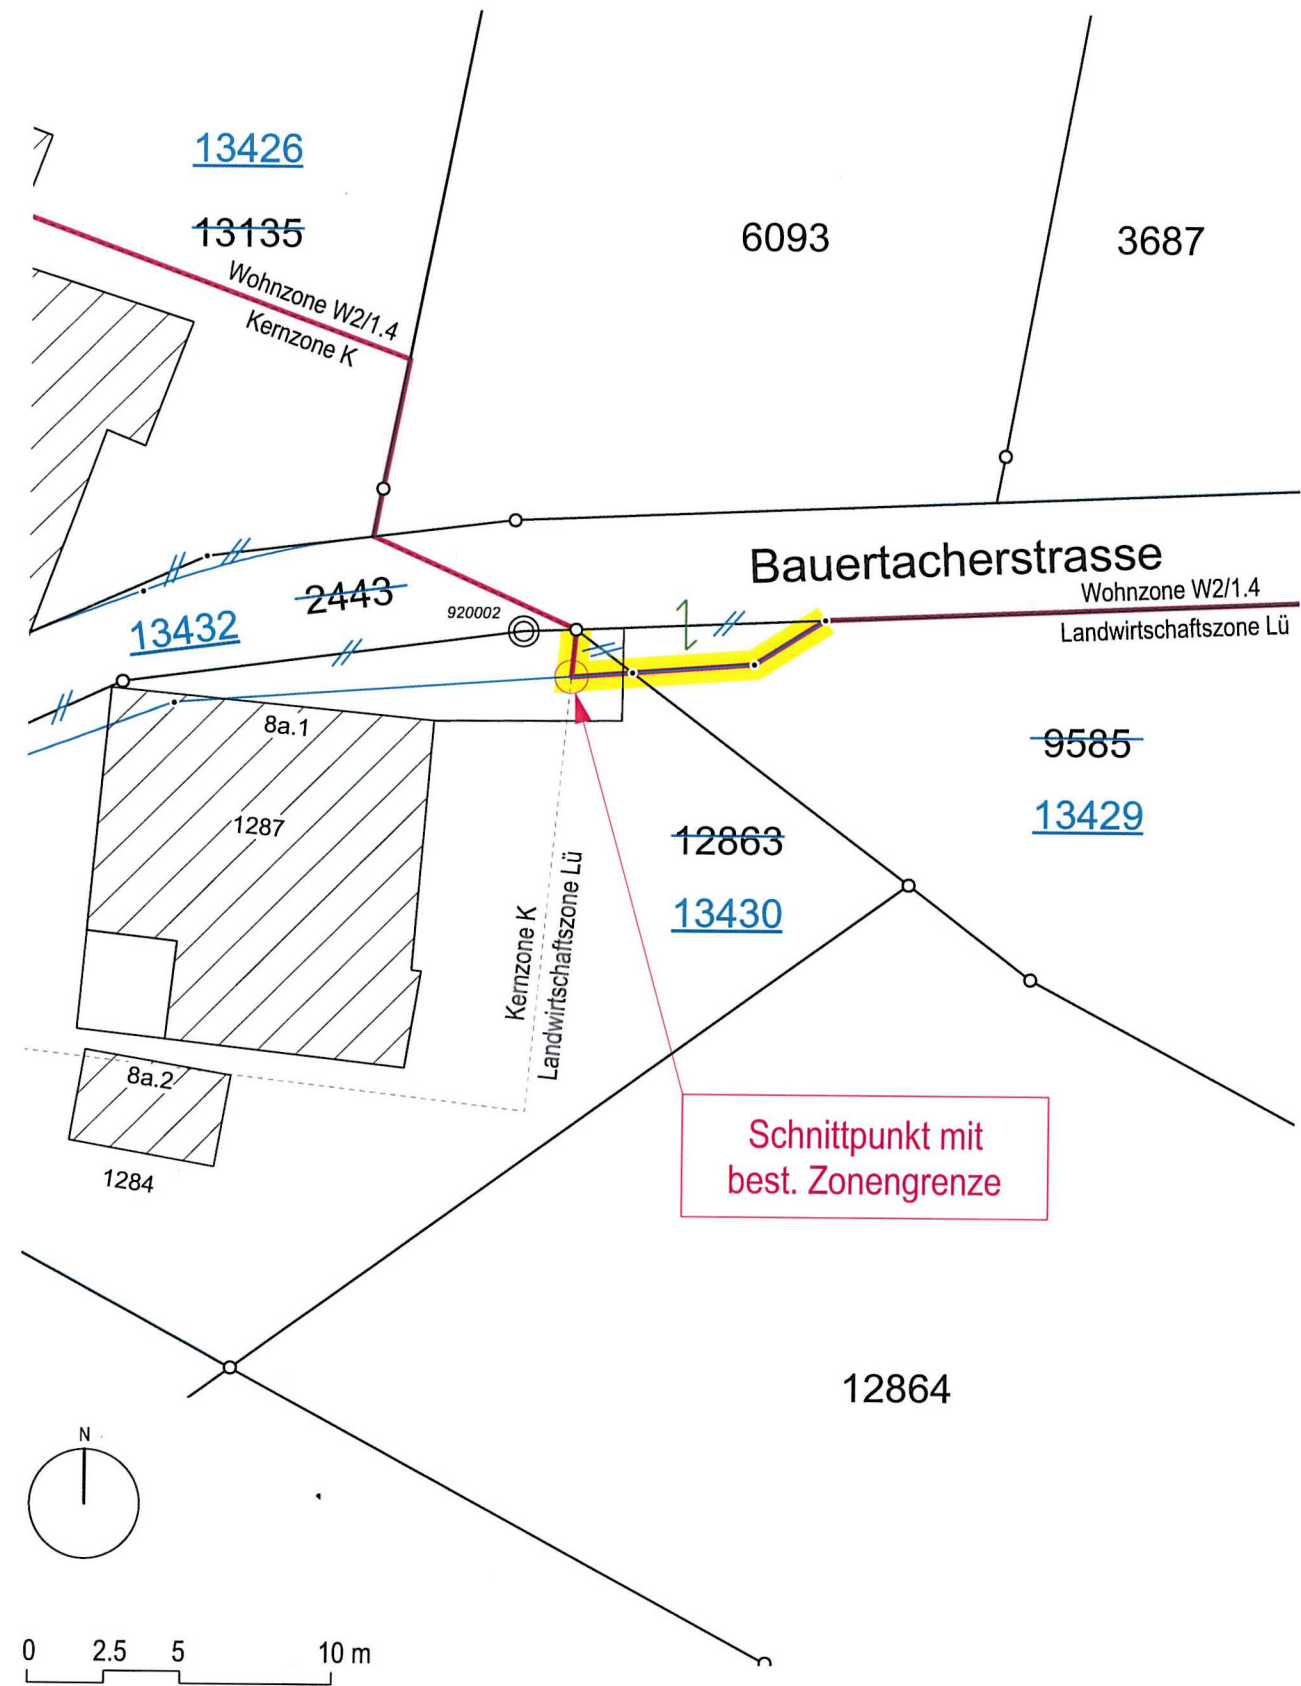 13426
13135
6093
3687
Wohnzone W2/1.4
Kernzone K
Bauertacherstrasse
2443
920002
13432
Wohnzone W2/1.4
Landwirtschaftszone Lü
8a.1
9585
1287
13429
12863
13430
Kernzone K
Landwirtschaftszone Lü
8a.2
Schnittpunkt mit
best. Zonengrenze
1284
12864
N
0 2.5 5 10 m